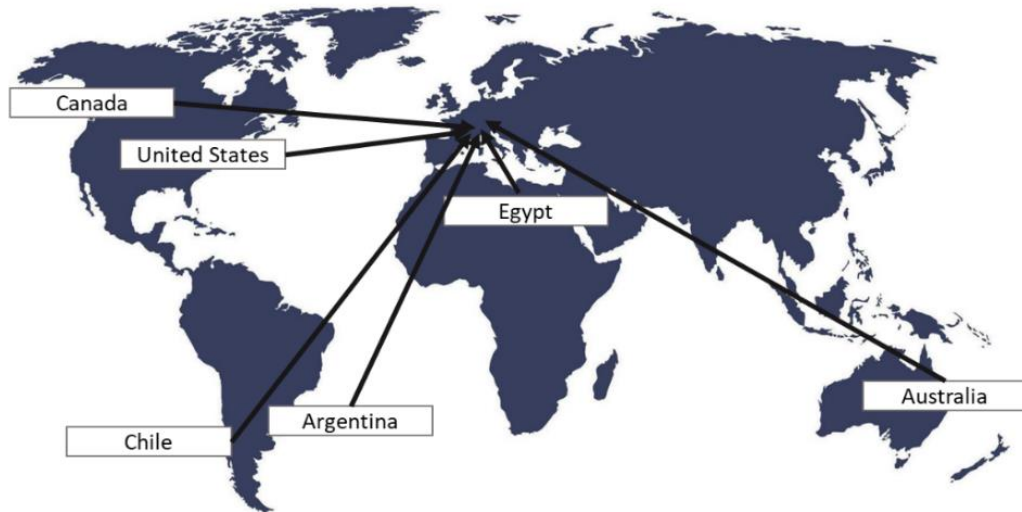 Canada
United States
Egypt
Australia
Argentina
Chile